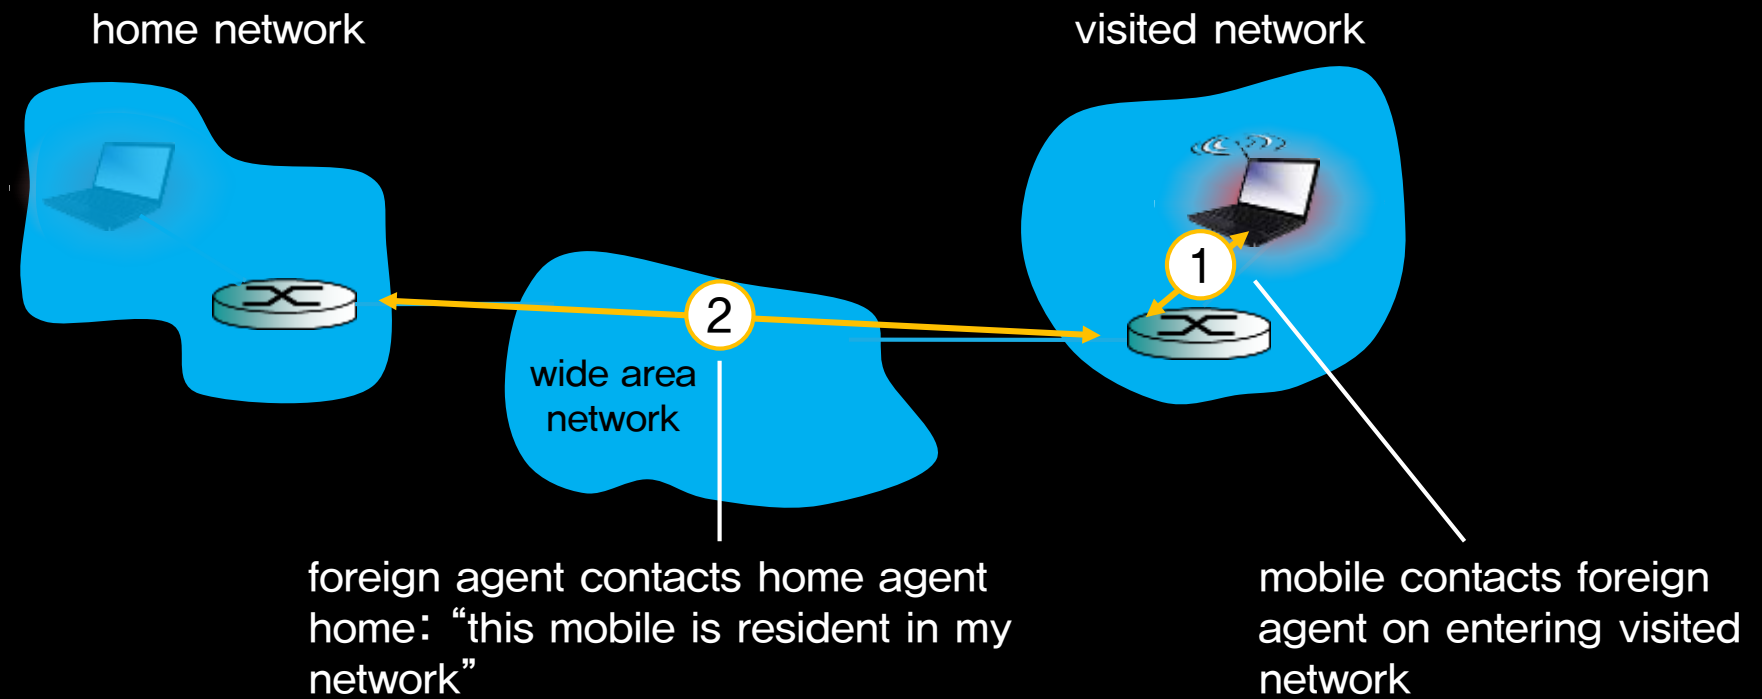 home network
visited network
1
2
wide area
network
foreign agent contacts home agent
home: “this mobile is resident in my
network”
mobile contacts foreign
agent on entering visited
network